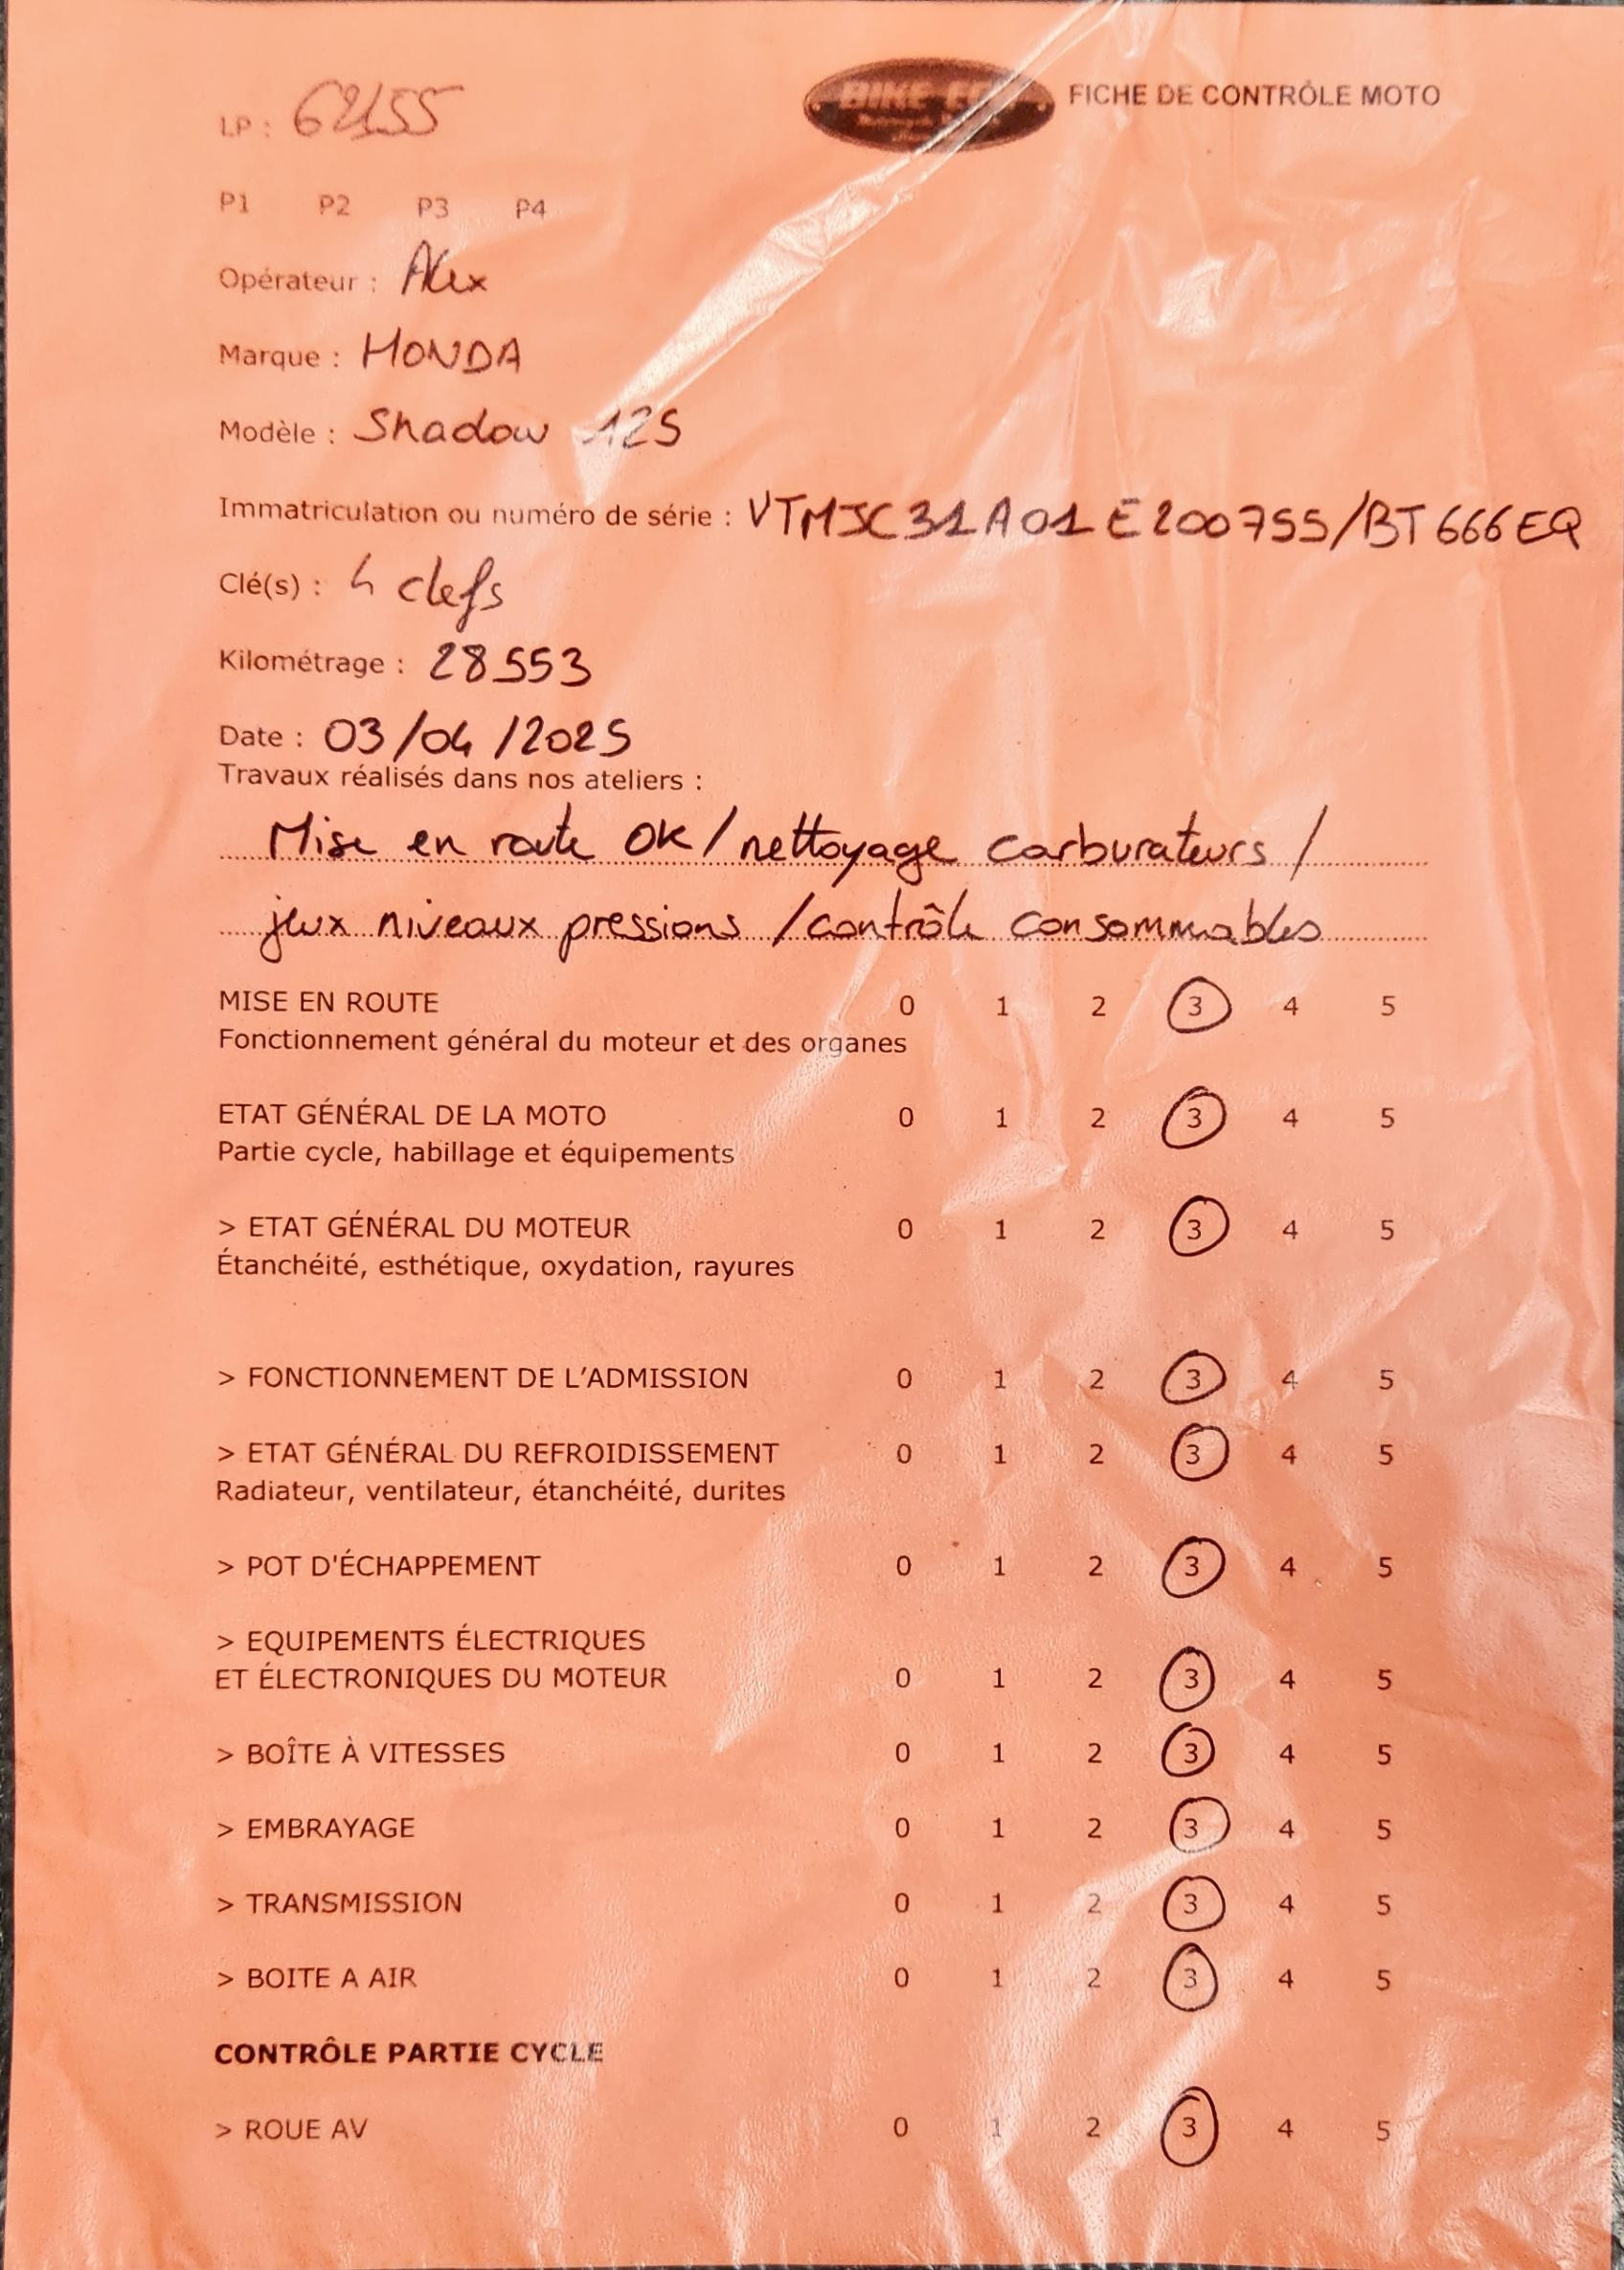 BIKE ECO FICHE DE CONTRÔLE MOTO
LP : 62155
P1 P2 P3 P4
Opérateur : Alex
Marque : HONDA
Modèle : Shadow 125
Immatriculation ou numéro de série : VTMJC31A01E200755/BT666EQ
Clé(s) : 4 clefs
Kilométrage : 28553
Date : 03/04/2025
Travaux réalisés dans nos ateliers :
Mise en route OK / nettoyage carburateurs /
jeux niveaux pressions / contrôle consommables
MISE EN ROUTE 0 1 2 3 4 5
Fonctionnement général du moteur et des organes
ETAT GÉNÉRAL DE LA MOTO 0 1 2 3 4 5
Partie cycle, habillage et équipements
> ETAT GÉNÉRAL DU MOTEUR 0 1 2 3 4 5
Étanchéité, esthétique, oxydation, rayures
> FONCTIONNEMENT DE L'ADMISSION 0 1 2 3 4 5
> ETAT GÉNÉRAL DU REFROIDISSEMENT 0 1 2 3 4 5
Radiateur, ventilateur, étanchéité, durites
> POT D'ÉCHAPPEMENT 0 1 2 3 4 5
> EQUIPEMENTS ÉLECTRIQUES
ET ÉLECTRONIQUES DU MOTEUR 0 1 2 3 4 5
> BOÎTE À VITESSES 0 1 2 3 4 5
> EMBRAYAGE 0 1 2 3 4 5
> TRANSMISSION 0 1 2 3 4 5
> BOITE A AIR 0 1 2 3 4 5
CONTRÔLE PARTIE CYCLE
> ROUE AV 0 1 2 3 4 5